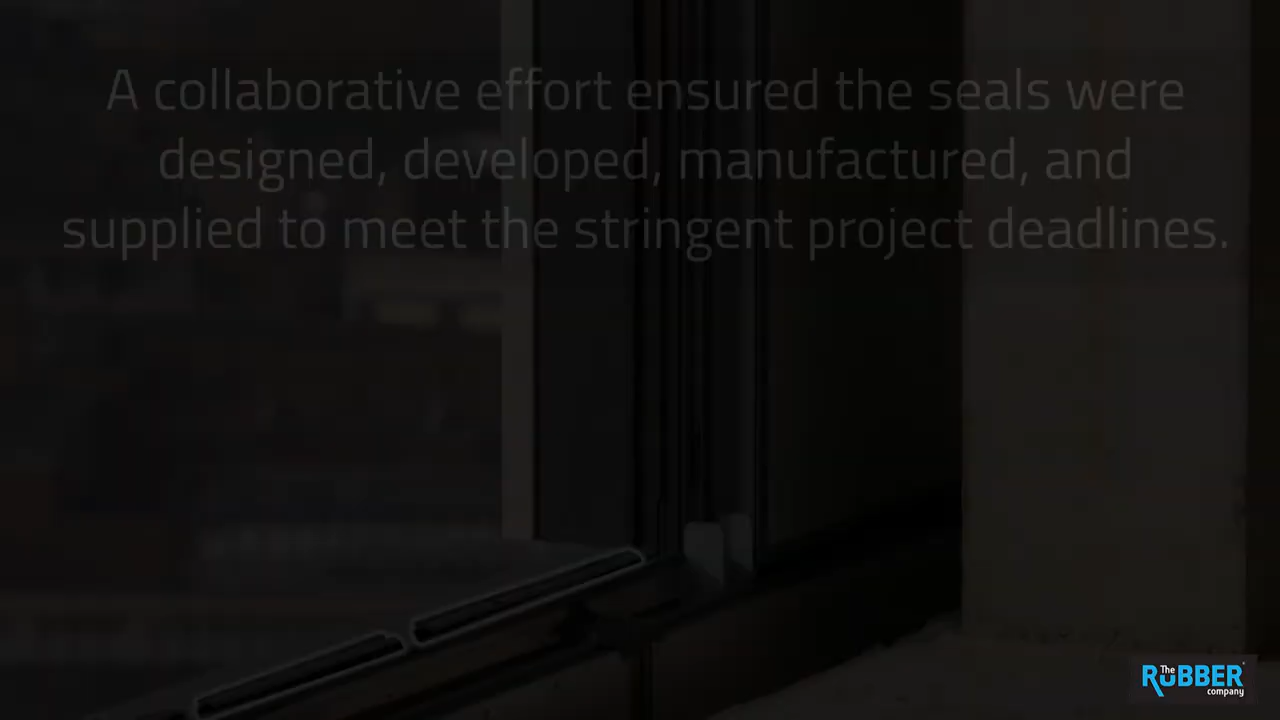 A collaborative effort ensured the seals were
designed, developed, manufactured, and
supplied to meet the stringent project deadlines.
The
RUBBER
company